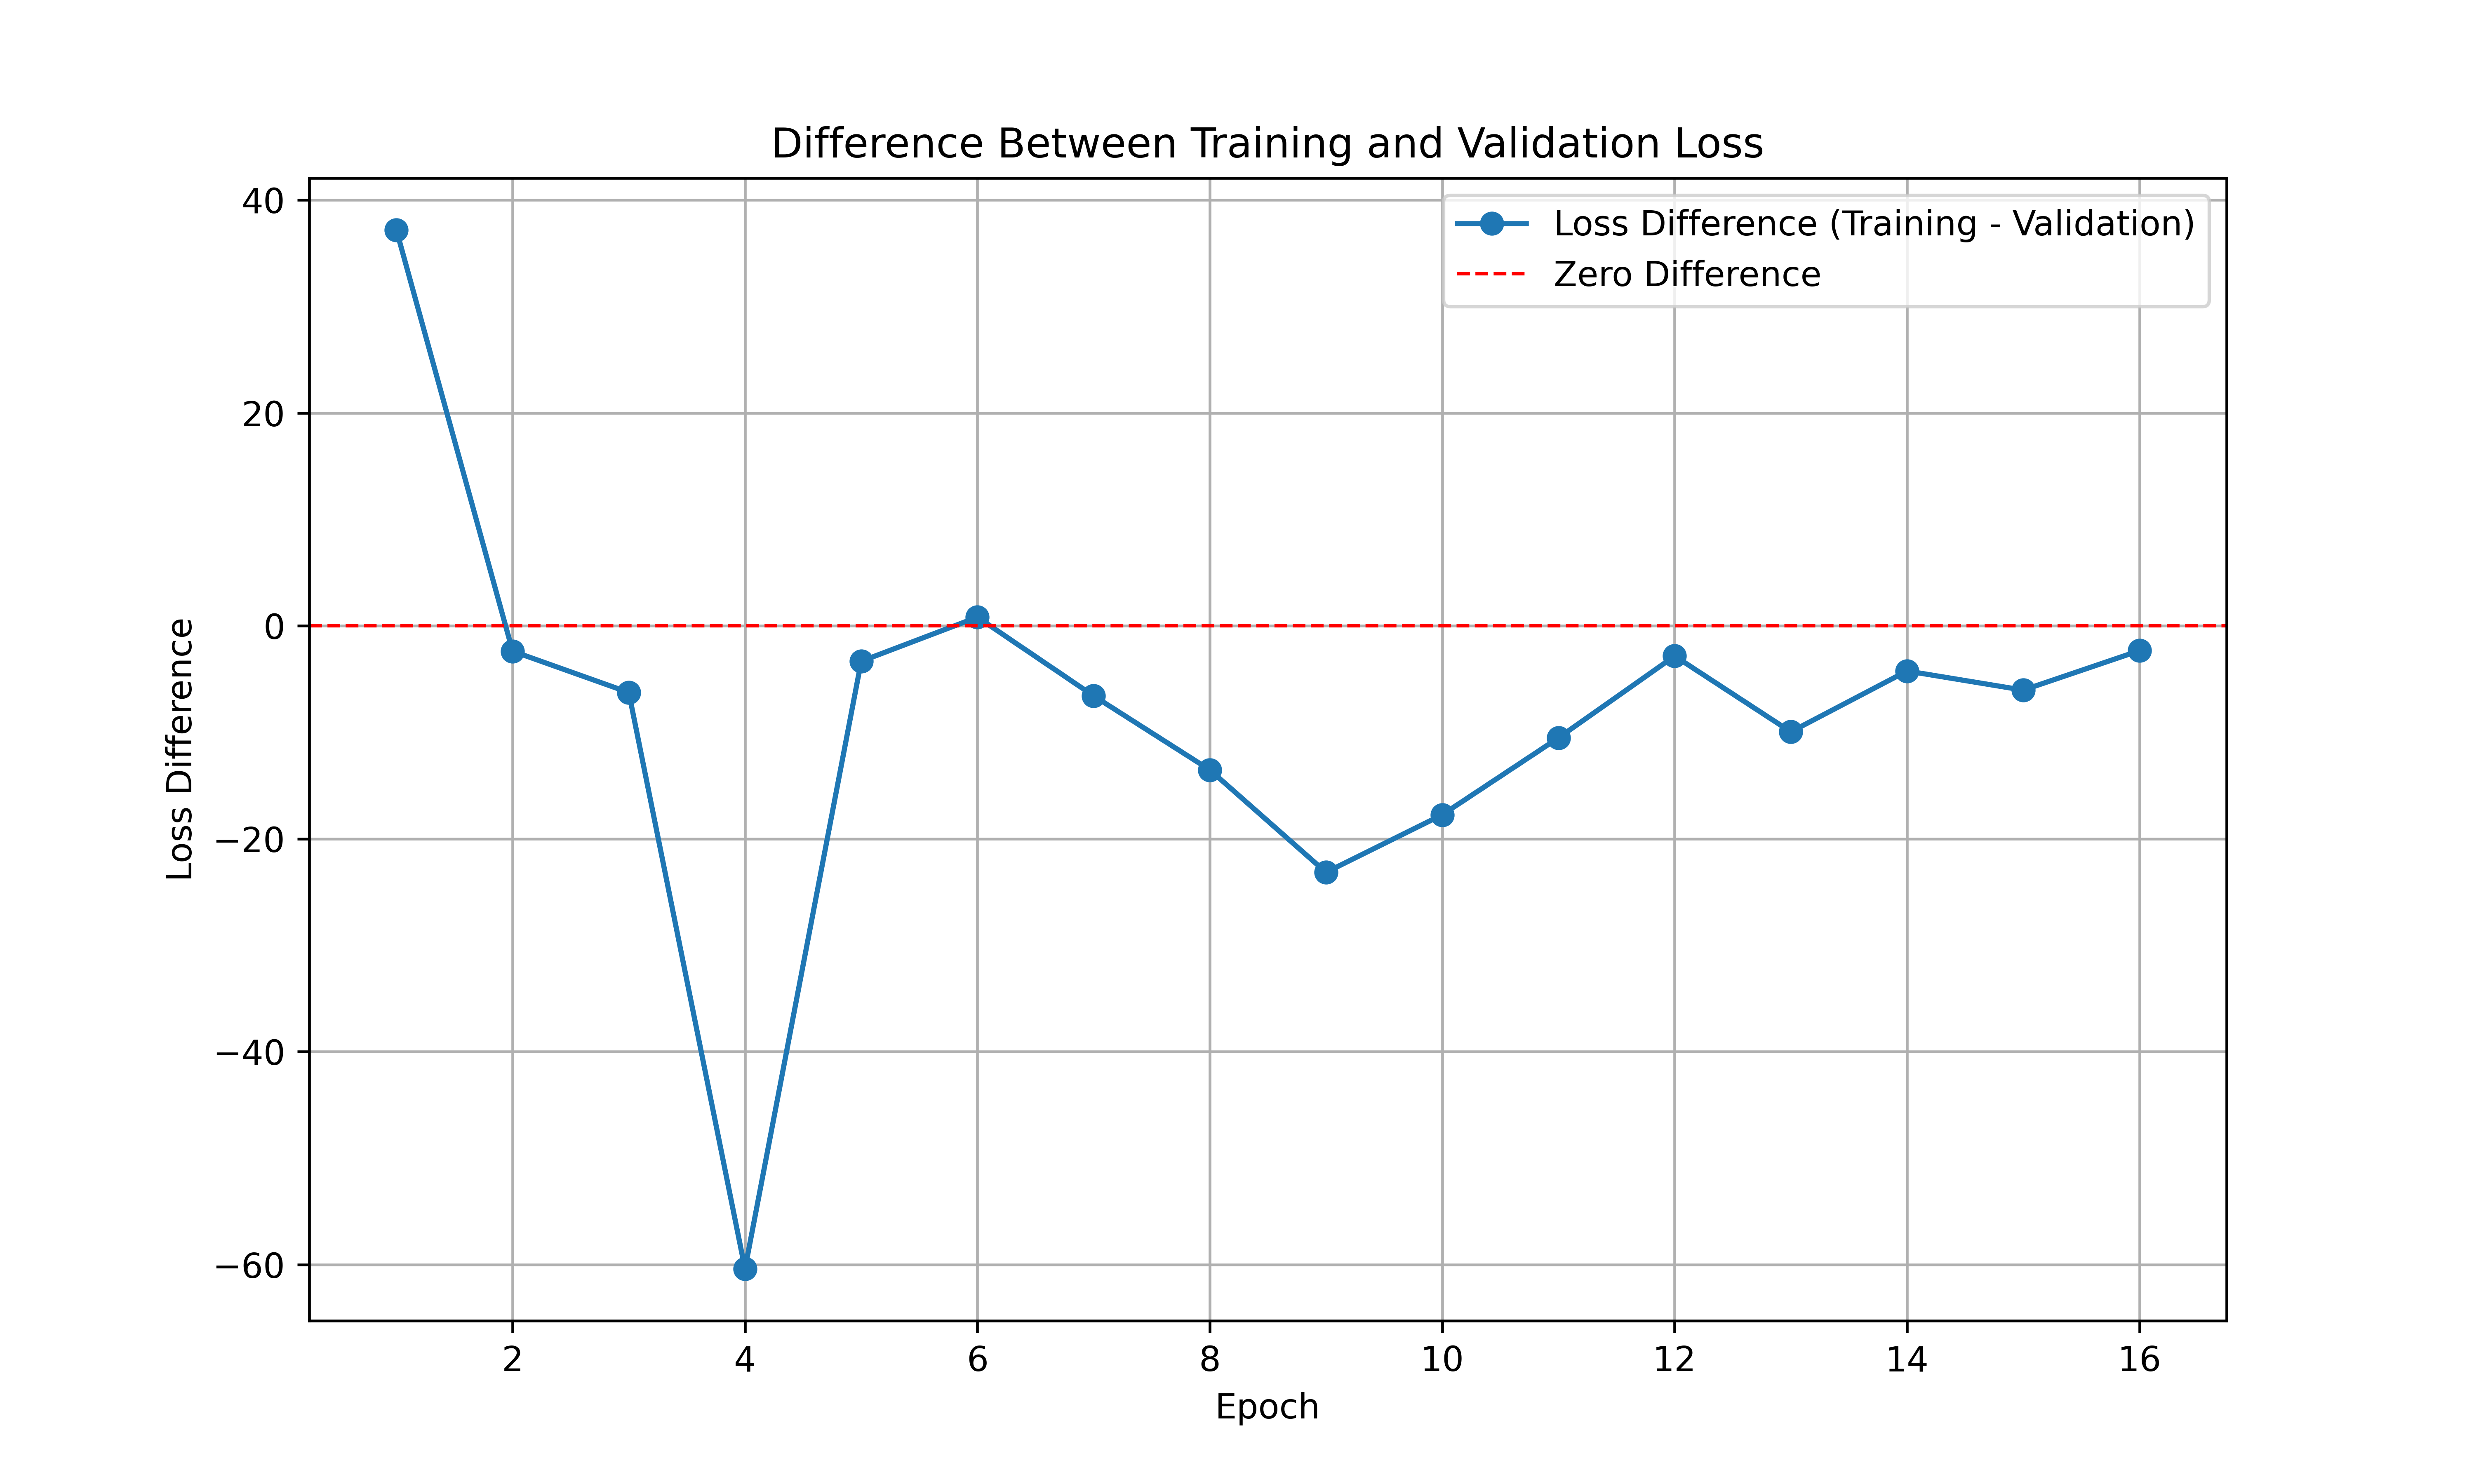 Difference Between Training and Validation Loss
Loss Difference (Training - Validation)
Zero Difference
40
20
0
−20
−40
−60
Loss Difference
2 4 6 8 10 12 14 16
Epoch